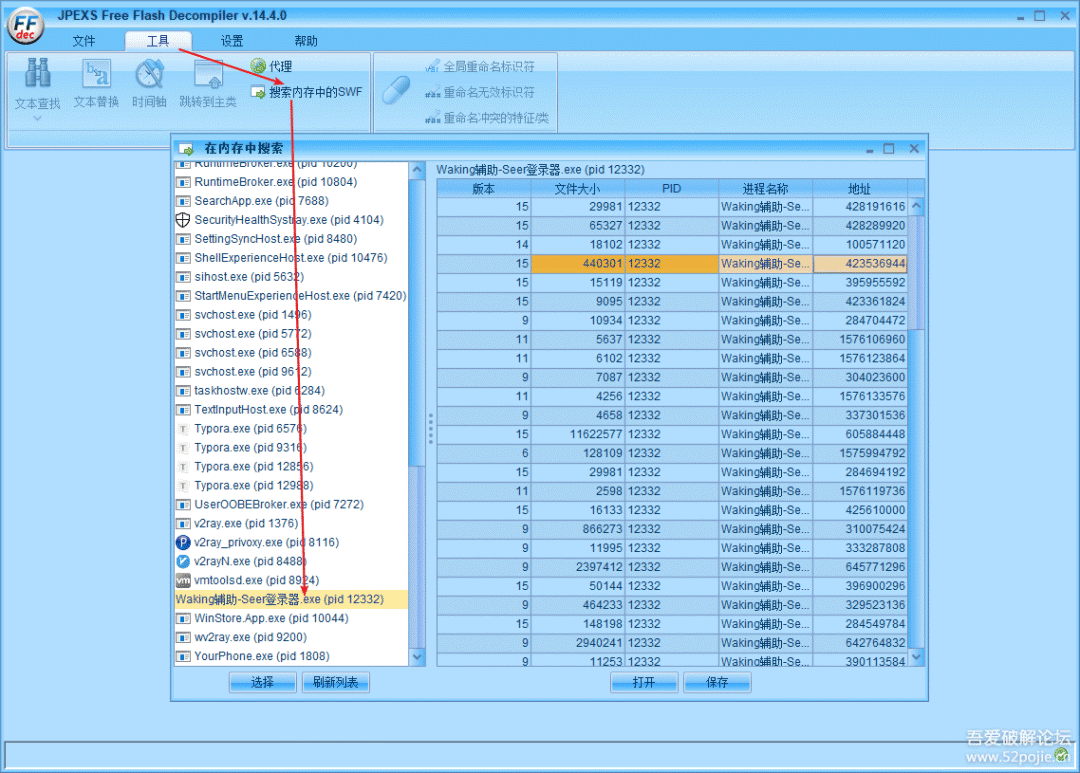 FF
dec
JPEXS Free Flash Decompiler v.14.4.0
文件 工具 设置 帮助
文本查找
文本替换
时间轴
跳转到主类
代理
搜索内存中的SWF
全局重命名标识符
重命名无效标识符
重命名冲突的特征/类
在内存中搜索
RuntimeBroker.exe (pid 10200)
RuntimeBroker.exe (pid 10804)
SearchApp.exe (pid 7688)
SecurityHealthSystray.exe (pid 4104)
SettingSyncHost.exe (pid 8480)
ShellExperienceHost.exe (pid 10476)
sihost.exe (pid 5632)
StartMenuExperienceHost.exe (pid 7420)
svchost.exe (pid 1496)
svchost.exe (pid 5772)
svchost.exe (pid 6588)
svchost.exe (pid 9612)
taskhostw.exe (pid 6284)
TextInputHost.exe (pid 8624)
Typora.exe (pid 6576)
Typora.exe (pid 9316)
Typora.exe (pid 12856)
Typora.exe (pid 12988)
UserOOBEBroker.exe (pid 7272)
v2ray.exe (pid 1376)
v2ray_privoxy.exe (pid 8116)
v2rayN.exe (pid 8488)
vmtoolsd.exe (pid 8924)
Waking辅助-Seer登录器.exe (pid 12332)
WinStore.App.exe (pid 10044)
wv2ray.exe (pid 9200)
YourPhone.exe (pid 1808)
选择 刷新列表
Waking辅助-Seer登录器.exe (pid 12332)
版本 文件大小 PID 进程名称 地址
15 29981 12332 Waking辅助-Se... 428191616
15 65327 12332 Waking辅助-Se... 428289920
14 18102 12332 Waking辅助-Se... 100571120
15 440301 12332 Waking辅助-Se... 423536944
15 15119 12332 Waking辅助-Se... 395955592
15 9095 12332 Waking辅助-Se... 423361824
9 10934 12332 Waking辅助-Se... 284704472
11 5637 12332 Waking辅助-Se... 1576106960
11 6102 12332 Waking辅助-Se... 1576123864
9 7087 12332 Waking辅助-Se... 304023600
11 4256 12332 Waking辅助-Se... 1576133576
9 4658 12332 Waking辅助-Se... 337301536
15 11622577 12332 Waking辅助-Se... 605884448
6 128109 12332 Waking辅助-Se... 1575994792
15 29981 12332 Waking辅助-Se... 284694192
11 2598 12332 Waking辅助-Se... 1576119736
15 16133 12332 Waking辅助-Se... 425610000
9 866273 12332 Waking辅助-Se... 310075424
9 11995 12332 Waking辅助-Se... 333287808
9 2397412 12332 Waking辅助-Se... 645771296
15 50144 12332 Waking辅助-Se... 396900296
9 464233 12332 Waking辅助-Se... 329523136
15 148198 12332 Waking辅助-Se... 284549784
9 2940241 12332 Waking辅助-Se... 642764832
9 11253 12332 Waking辅助-Se... 390113584
打开 保存
吾爱破解论坛
www.52pojie.cn